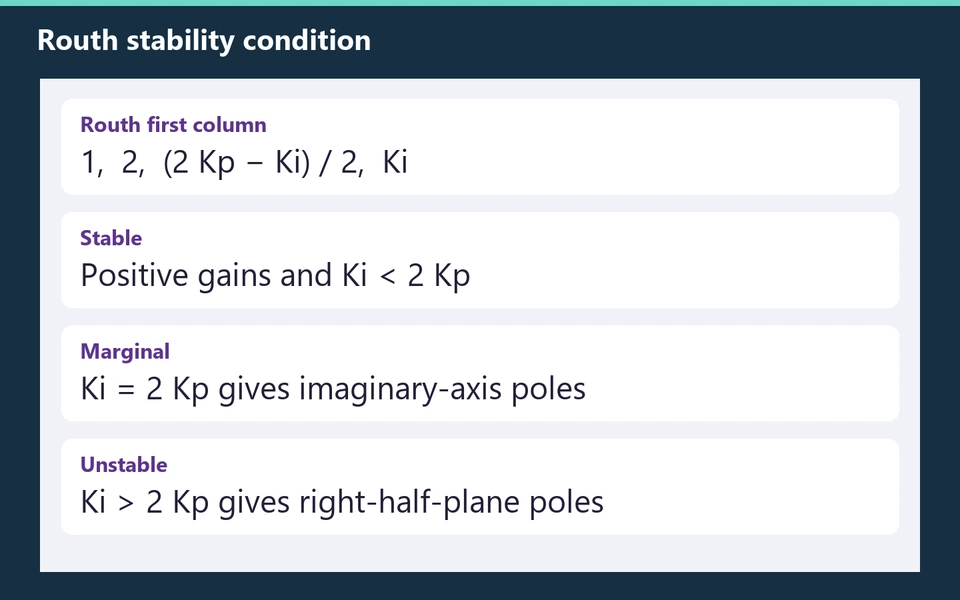 Routh stability condition
Routh first column
1,  2,  (2 Kp − Ki) / 2,  Ki
Stable
Positive gains and Ki < 2 Kp
Marginal
Ki = 2 Kp gives imaginary-axis poles
Unstable
Ki > 2 Kp gives right-half-plane poles